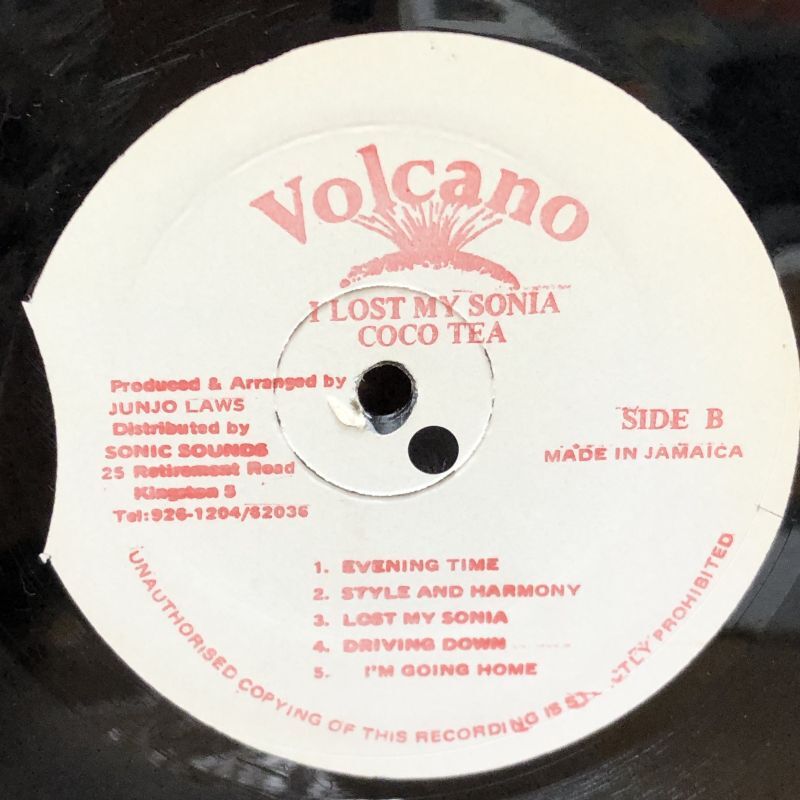 Volcano
I LOST MY SONIA
COCO TEA
Produced & Arranged by
JUNJO LAWS
Distributed by
SONIC SOUNDS
25 Retirement Road
Kingston 5
Tel:926-1204/62036
SIDE B
MADE IN JAMAICA
1. EVENING TIME
2. STYLE AND HARMONY
3. LOST MY SONIA
4. DRIVING DOWN
5. I'M GOING HOME
UNAUTHORISED COPYING OF THIS RECORDING IS STRICTLY PROHIBITED